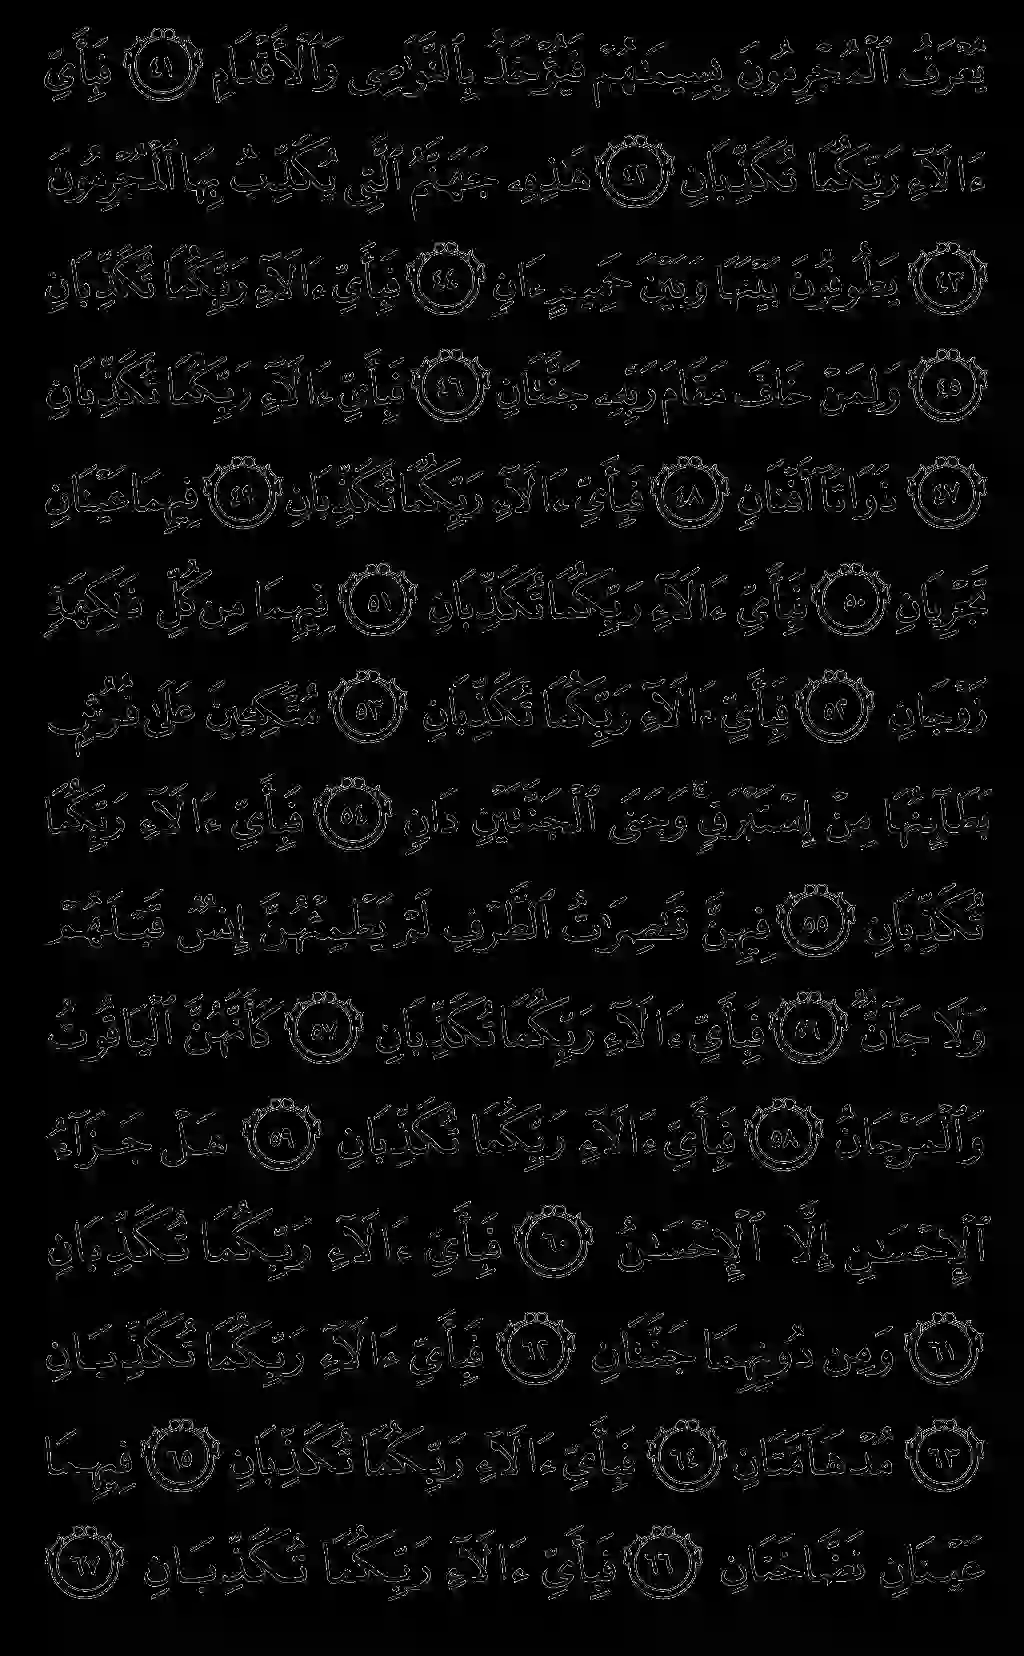 يُعۡرَفُ ٱلۡمُجۡرِمُونَ بِسِيمَٰهُمۡ فَيُؤۡخَذُ بِٱلنَّوَٰصِي وَٱلۡأَقۡدَامِ ٤١ فَبِأَيِّ
ءَالَآءِ رَبِّكُمَا تُكَذِّبَانِ ٤٢ هَٰذِهِۦ جَهَنَّمُ ٱلَّتِي يُكَذِّبُ بِهَا ٱلۡمُجۡرِمُونَ
٤٣ يَطُوفُونَ بَيۡنَهَا وَبَيۡنَ حَمِيمٍ ءَانٖ ٤٤ فَبِأَيِّ ءَالَآءِ رَبِّكُمَا تُكَذِّبَانِ
٤٥ وَلِمَنۡ خَافَ مَقَامَ رَبِّهِۦ جَنَّتَانِ ٤٦ فَبِأَيِّ ءَالَآءِ رَبِّكُمَا تُكَذِّبَانِ
٤٧ ذَوَاتَآ أَفۡنَانٖ ٤٨ فَبِأَيِّ ءَالَآءِ رَبِّكُمَا تُكَذِّبَانِ ٤٩ فِيهِمَا عَيۡنَانِ
تَجۡرِيَانِ ٥٠ فَبِأَيِّ ءَالَآءِ رَبِّكُمَا تُكَذِّبَانِ ٥١ فِيهِمَا مِن كُلِّ فَٰكِهَةٖ
زَوۡجَانِ ٥٢ فَبِأَيِّ ءَالَآءِ رَبِّكُمَا تُكَذِّبَانِ ٥٣ مُتَّكِـِٔينَ عَلَىٰ فُرُشِۭ
بَطَآئِنُهَا مِنۡ إِسۡتَبۡرَقٖۚ وَجَنَى ٱلۡجَنَّتَيۡنِ دَانٖ ٥٤ فَبِأَيِّ ءَالَآءِ رَبِّكُمَا
تُكَذِّبَانِ ٥٥ فِيهِنَّ قَٰصِرَٰتُ ٱلطَّرۡفِ لَمۡ يَطۡمِثۡهُنَّ إِنسٞ قَبۡلَهُمۡ
وَلَا جَآنّٞ ٥٦ فَبِأَيِّ ءَالَآءِ رَبِّكُمَا تُكَذِّبَانِ ٥٧ كَأَنَّهُنَّ ٱلۡيَاقُوتُ
وَٱلۡمَرۡجَانُ ٥٨ فَبِأَيِّ ءَالَآءِ رَبِّكُمَا تُكَذِّبَانِ ٥٩ هَلۡ جَزَآءُ
ٱلۡإِحۡسَٰنِ إِلَّا ٱلۡإِحۡسَٰنُ ٦٠ فَبِأَيِّ ءَالَآءِ رَبِّكُمَا تُكَذِّبَانِ
٦١ وَمِن دُونِهِمَا جَنَّتَانِ ٦٢ فَبِأَيِّ ءَالَآءِ رَبِّكُمَا تُكَذِّبَانِ
٦٣ مُدۡهَآمَّتَانِ ٦٤ فَبِأَيِّ ءَالَآءِ رَبِّكُمَا تُكَذِّبَانِ ٦٥ فِيهِمَا
عَيۡنَانِ نَضَّاخَتَانِ ٦٦ فَبِأَيِّ ءَالَآءِ رَبِّكُمَا تُكَذِّبَانِ ٦٧